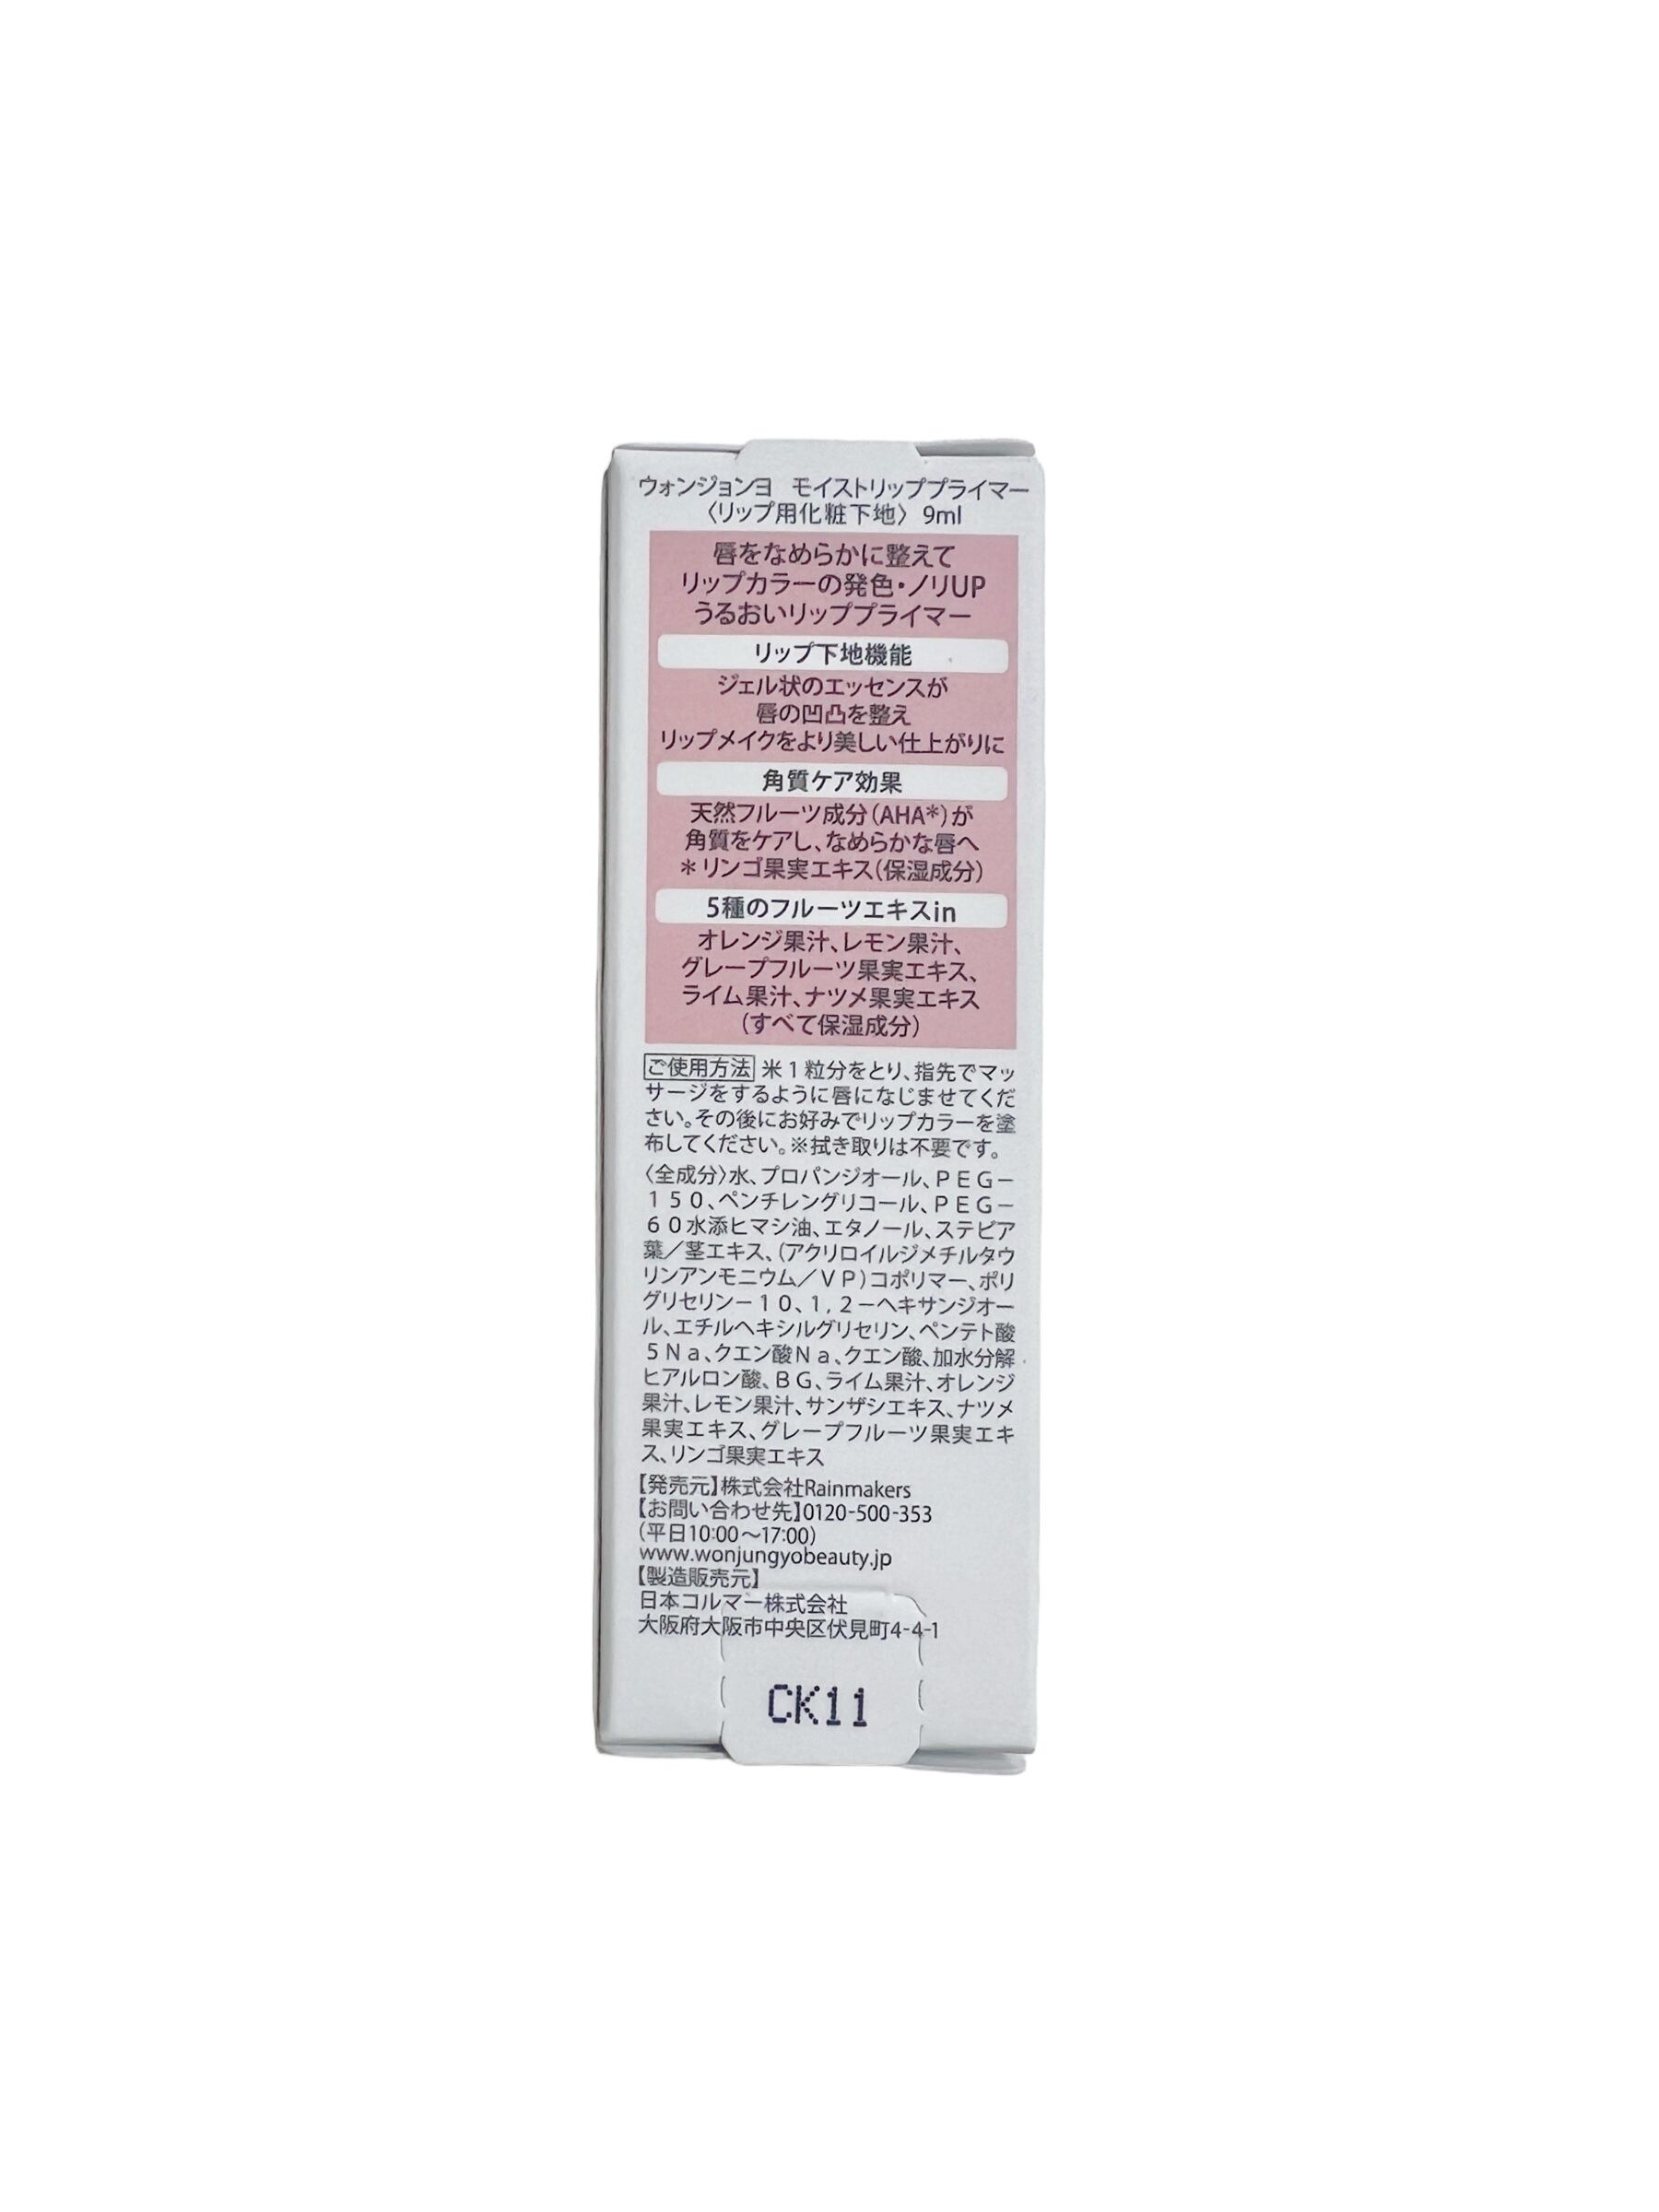 ウォンジョンヨ　モイストリッププライマー
〈リップ用化粧下地〉 9ml
唇をなめらかに整えて
リップカラーの発色・ノリUP
うるおいリッププライマー
リップ下地機能
ジェル状のエッセンスが
唇の凹凸を整え
リップメイクをより美しい仕上がりに
角質ケア効果
天然フルーツ成分(AHA*)が
角質をケアし、なめらかな唇へ
*リンゴ果実エキス(保湿成分)
5種のフルーツエキスin
オレンジ果汁、レモン果汁、
グレープフルーツ果実エキス、
ライム果汁、ナツメ果実エキス
(すべて保湿成分)
ご使用方法 米1粒分をとり、指先でマッ
サージをするように唇になじませてくだ
さい。その後にお好みでリップカラーを塗
布してください。※拭き取りは不要です。
〈全成分〉水、プロパンジオール、ＰＥＧ－
１５０、ペンチレングリコール、ＰＥＧ－
６０水添ヒマシ油、エタノール、ステビア
葉／茎エキス、(アクリロイルジメチルタウ
リンアンモニウム／ＶＰ)コポリマー、ポリ
グリセリン－１０、１，２－ヘキサンジオー
ル、エチルヘキシルグリセリン、ペンテト酸
５Ｎａ、クエン酸Ｎａ、クエン酸、加水分解
ヒアルロン酸、ＢＧ、ライム果汁、オレンジ
果汁、レモン果汁、サンザシエキス、ナツメ
果実エキス、グレープフルーツ果実エキ
ス、リンゴ果実エキス
【発売元】株式会社Rainmakers
【お問い合わせ先】0120-500-353
(平日10:00～17:00)
www.wonjungyobeauty.jp
【製造販売元】
日本コルマー株式会社
大阪府大阪市中央区伏見町4-4-1
CK11